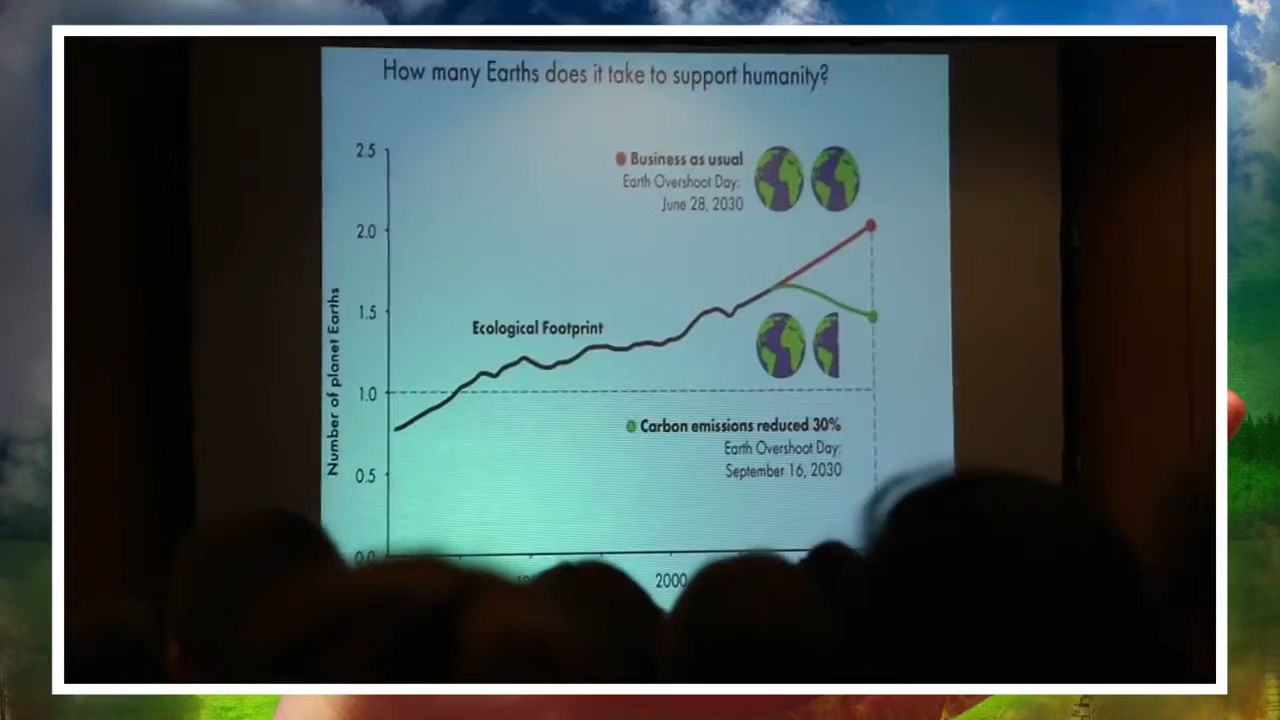 How many Earths does it take to support humanity?
2.5
Business as usual
Earth Overshoot Day:
June 28, 2030
2.0
Number of planet Earths
1.5
Ecological Footprint
1.0
Carbon emissions reduced 30%
Earth Overshoot Day:
September 16, 2030
0.5
0.0
2000